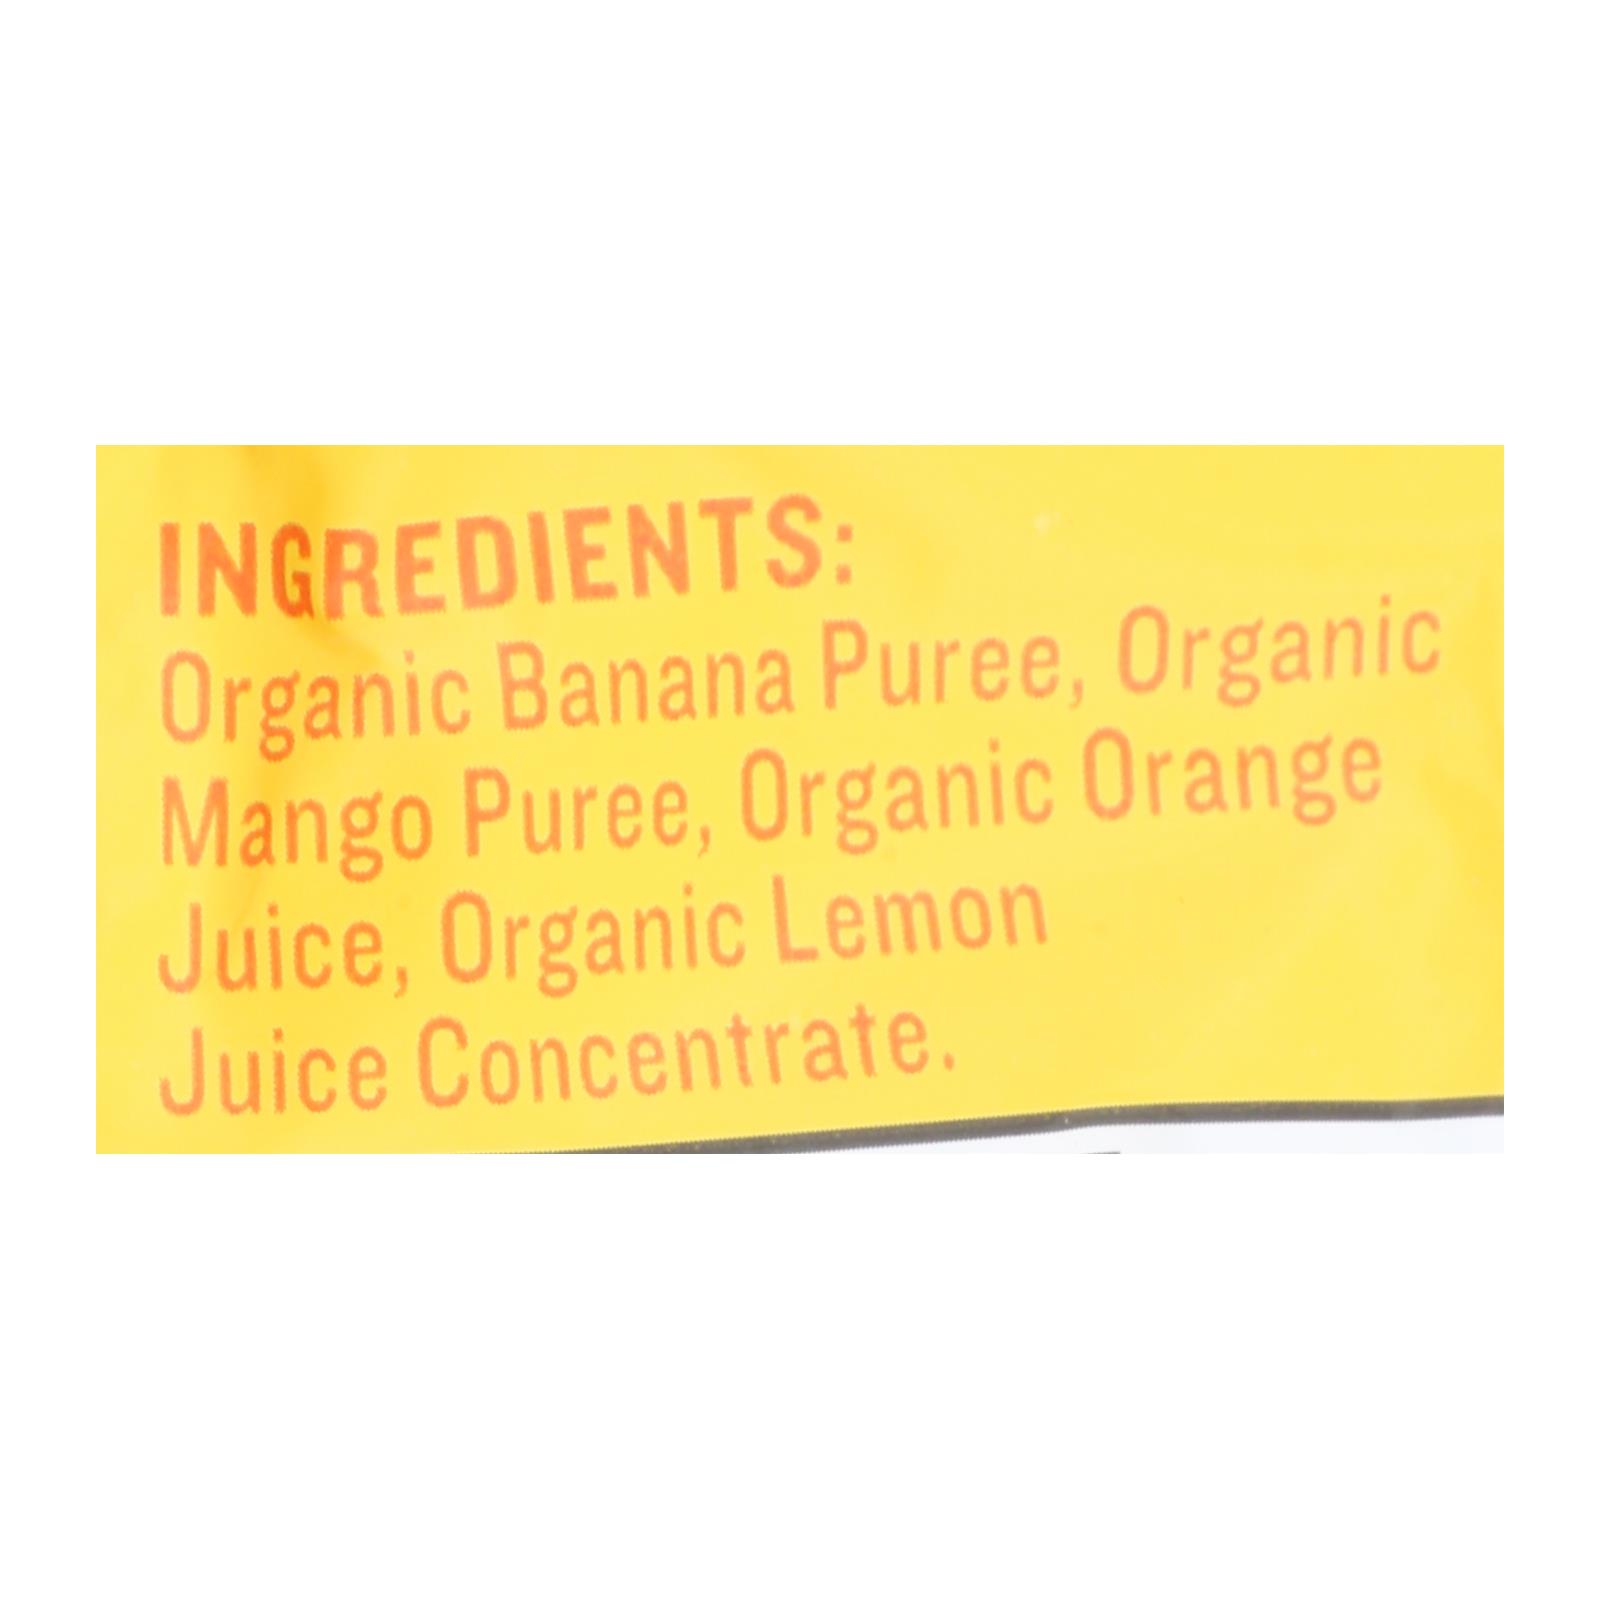 INGREDIENTS:
Organic Banana Puree, Organic
Mango Puree, Organic Orange
Juice, Organic Lemon
Juice Concentrate.